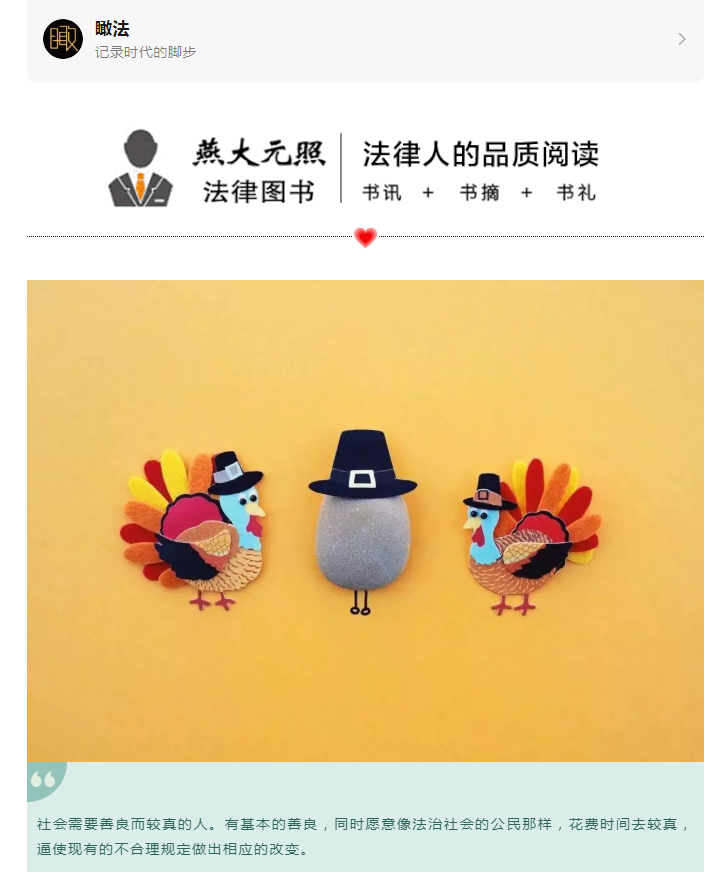 瞰法
记录时代的脚步
燕大元照
法律图书
法律人的品质阅读
书讯 + 书摘 + 书礼
社会需要善良而较真的人。有基本的善良，同时愿意像法治社会的公民那样，花费时间去较真，
逼使现有的不合理规定做出相应的改变。